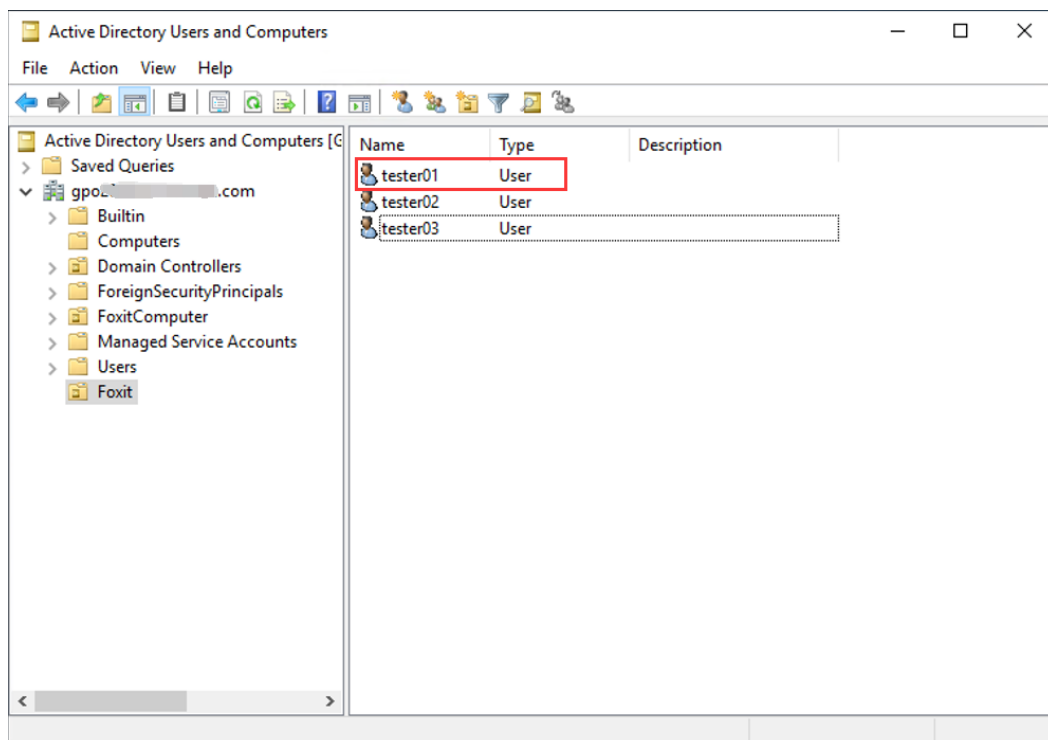 Active Directory Users and Computers
File Action View Help
Active Directory Users and Computers [G
Saved Queries
.com
Builtin
Computers
Domain Controllers
ForeignSecurityPrincipals
FoxitComputer
Managed Service Accounts
Users
Foxit
Name Type Description
tester01 User
tester02 User
tester03 User